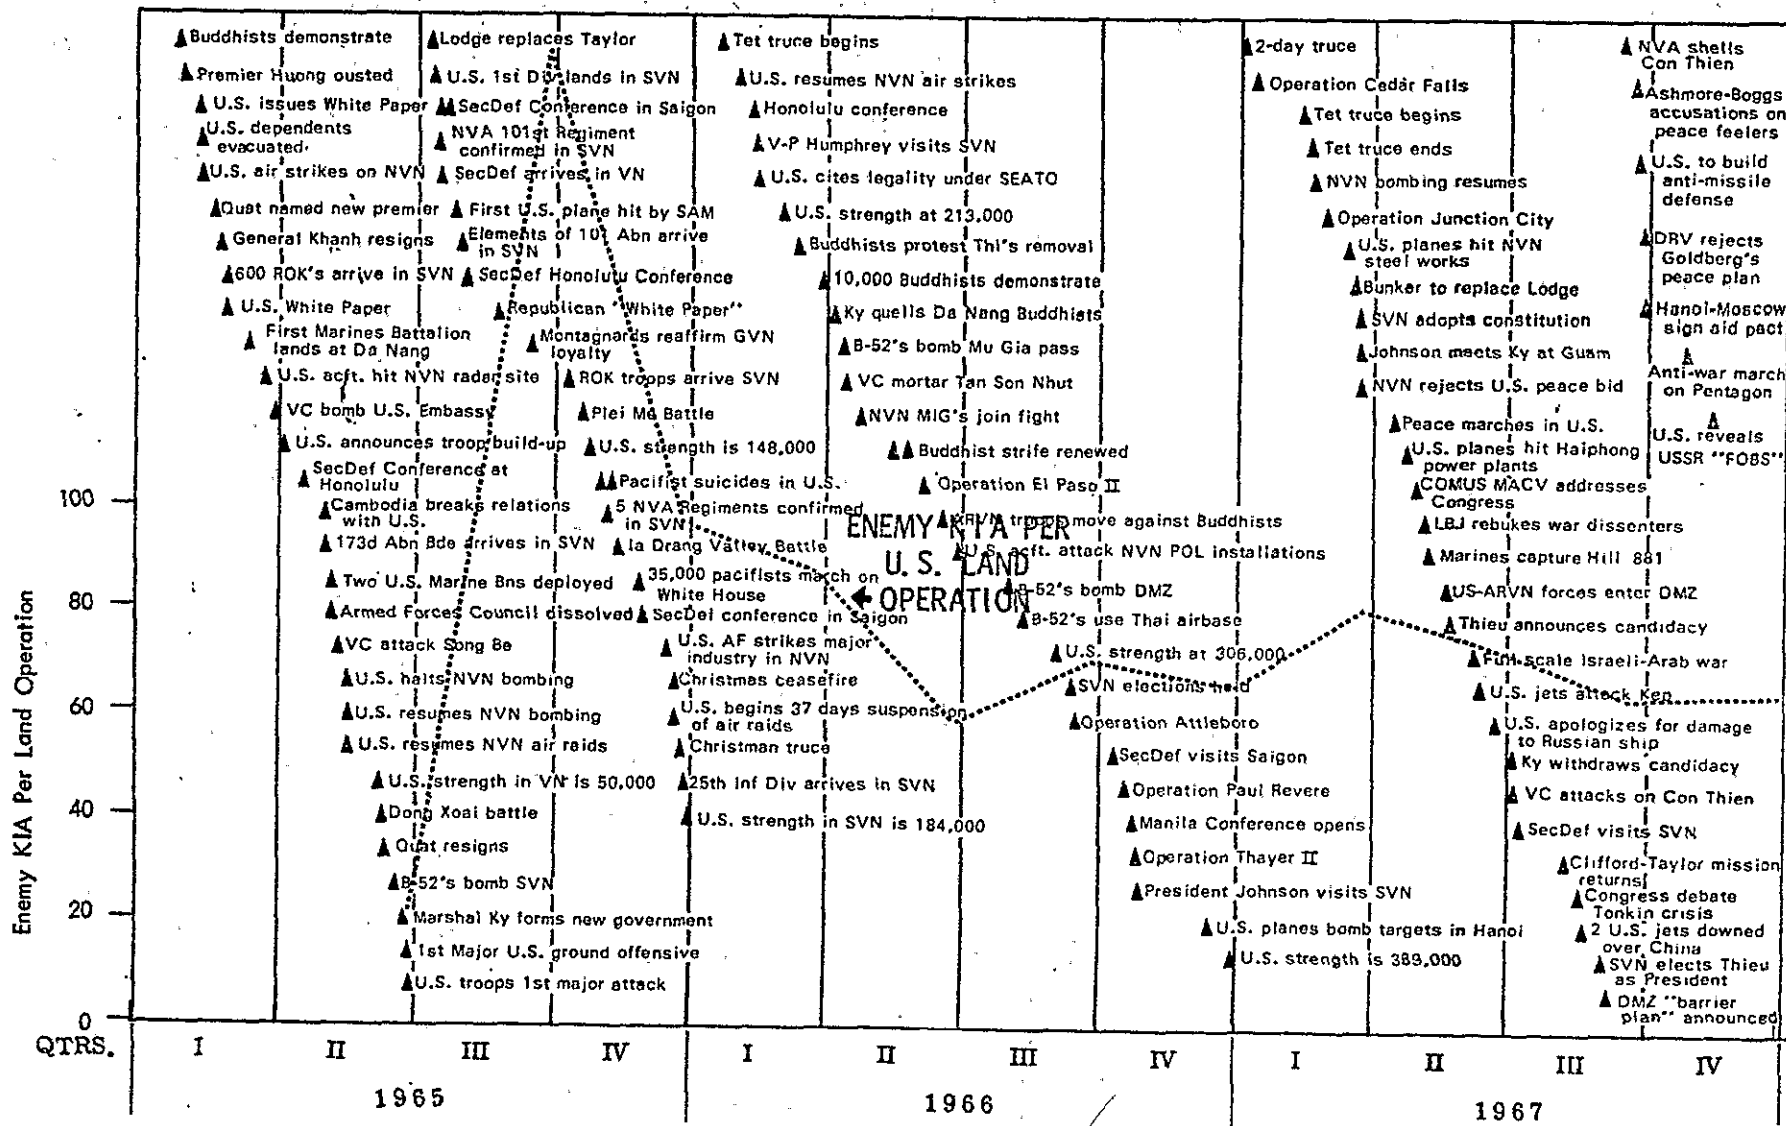 Buddhists demonstrate
Premier Huong ousted
U.S. issues White Paper
U.S. dependents
evacuated.
U.S. air strikes on NVN
Quat named new premier
General Khanh resigns
600 ROK's arrive in SVN
U.S. White Paper
First Marines Battalion
lands at Da Nang
U.S. acft. hit NVN radar site
VC bomb U.S. Embassy
U.S. announces troop build-up
SecDef Conference at
Honolulu
Cambodia breaks relations
with U.S.
173d Abn Bde arrives in SVN
Two U.S. Marine Bns deployed
Armed Forces Council dissolved
VC attack Song Be
U.S. halts NVN bombing
U.S. resumes NVN bombing
U.S. resumes NVN air raids
U.S. strength in VN is 50,000
Dong Xoai battle
Quat resigns
B-52's bomb SVN
Marshal Ky forms new government
1st Major U.S. ground offensive
U.S. troops 1st major attack
Lodge replaces Taylor
U.S. 1st Div lands in SVN
SecDef Conference in Saigon
NVA 101st Regiment
confirmed in SVN
SecDef arrives in VN
First U.S. plane hit by SAM
Elements of 101 Abn arrive
in SVN
SecDef Honolulu Conference
Republican "White Paper"
Montagnards reaffirm GVN
loyalty
ROK troops arrive SVN
Plei Me Battle
U.S. strength is 148,000
Pacifist suicides in U.S.
5 NVA Regiments confirmed
in SVN
Ia Drang Valley Battle
35,000 pacifists march on
White House
SecDef conference in Saigon
U.S. AF strikes major
industry in NVN
Christmas ceasefire
U.S. begins 37 days suspension
of air raids
Christman truce
25th Inf Div arrives in SVN
U.S. strength in SVN is 184,000
Tet truce begins
U.S. resumes NVN air strikes
Honolulu conference
V-P Humphrey visits SVN
U.S. cites legality under SEATO
U.S. strength at 213,000
Buddhists protest Thi's removal
10,000 Buddhists demonstrate
Ky quells Da Nang Buddhists
B-52's bomb Mu Gia pass
VC mortar Tan Son Nhut
NVN MIG's join fight
Buddhist strife renewed
Operation El Paso II
ARVN troops move against Buddhists
U.S. acft. attack NVN POL installations
B-52's bomb DMZ
B-52's use Thai airbase
U.S. strength at 306,000
SVN elections held
Operation Attleboro
SecDef visits Saigon
Operation Paul Revere
Manila Conference opens
Operation Thayer II
President Johnson visits SVN
U.S. planes bomb targets in Hanoi
U.S. strength is 389,000
ENEMY KIA PER
U.S. LAND
OPERATION
2-day truce
Operation Cedar Falls
Tet truce begins
Tet truce ends
NVN bombing resumes
Operation Junction City
U.S. planes hit NVN
steel works
Bunker to replace Lodge
SVN adopts constitution
Johnson meets Ky at Guam
NVN rejects U.S. peace bid
Peace marches in U.S.
U.S. planes hit Haiphong
power plants
COMUS MACV addresses
Congress
LBJ rebukes war dissenters
Marines capture Hill 881
US-ARVN forces enter DMZ
Thieu announces candidacy
Full scale Israeli-Arab war
U.S. jets attack Kep
U.S. apologizes for damage
to Russian ship
Ky withdraws candidacy
VC attacks on Con Thien
SecDef visits SVN
Clifford-Taylor mission
returns
Congress debate
Tonkin crisis
2 U.S. jets downed
over China
SVN elects Thieu
as President
DMZ "barrier
plan" announced
NVA shells
Con Thien
Ashmore-Boggs
accusations on
peace feelers
U.S. to build
anti-missile
defense
DRV rejects
Goldberg's
peace plan
Hanoi-Moscow
sign aid pact
Anti-war march
on Pentagon
U.S. reveals
USSR "FOBS"
Enemy KIA Per Land Operation
100
80
60
40
20
0
QTRS. I II III IV I II III IV I II III IV
1965 1966 1967